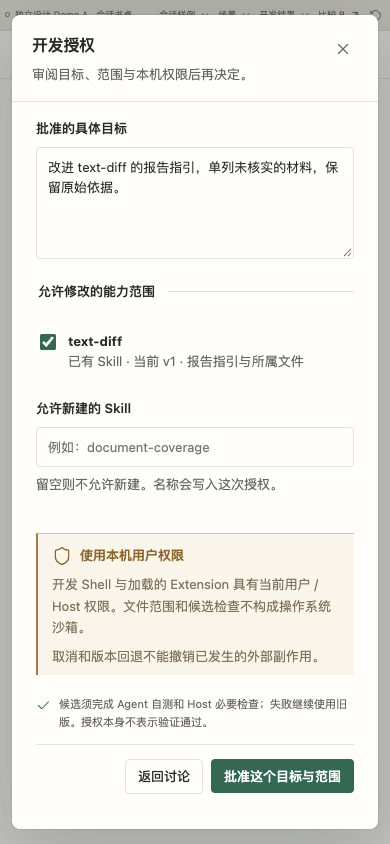 开发授权
审阅目标、范围与本机权限后再决定。
批准的具体目标
改进 text-diff 的报告指引，单列未核实的材料，保
留原始依据。
允许修改的能力范围
text-diff
已有 Skill · 当前 v1 · 报告指引与所属文件
允许新建的 Skill
例如：document-coverage
留空则不允许新建。名称会写入这次授权。
使用本机用户权限
开发 Shell 与加载的 Extension 具有当前用户 /
Host 权限。文件范围和候选检查不构成操作系统
沙箱。
取消和版本回退不能撤销已发生的外部副作用。
候选须完成 Agent 自测和 Host 必要检查；失败继续使用旧
版。授权本身不表示验证通过。
返回讨论
批准这个目标与范围